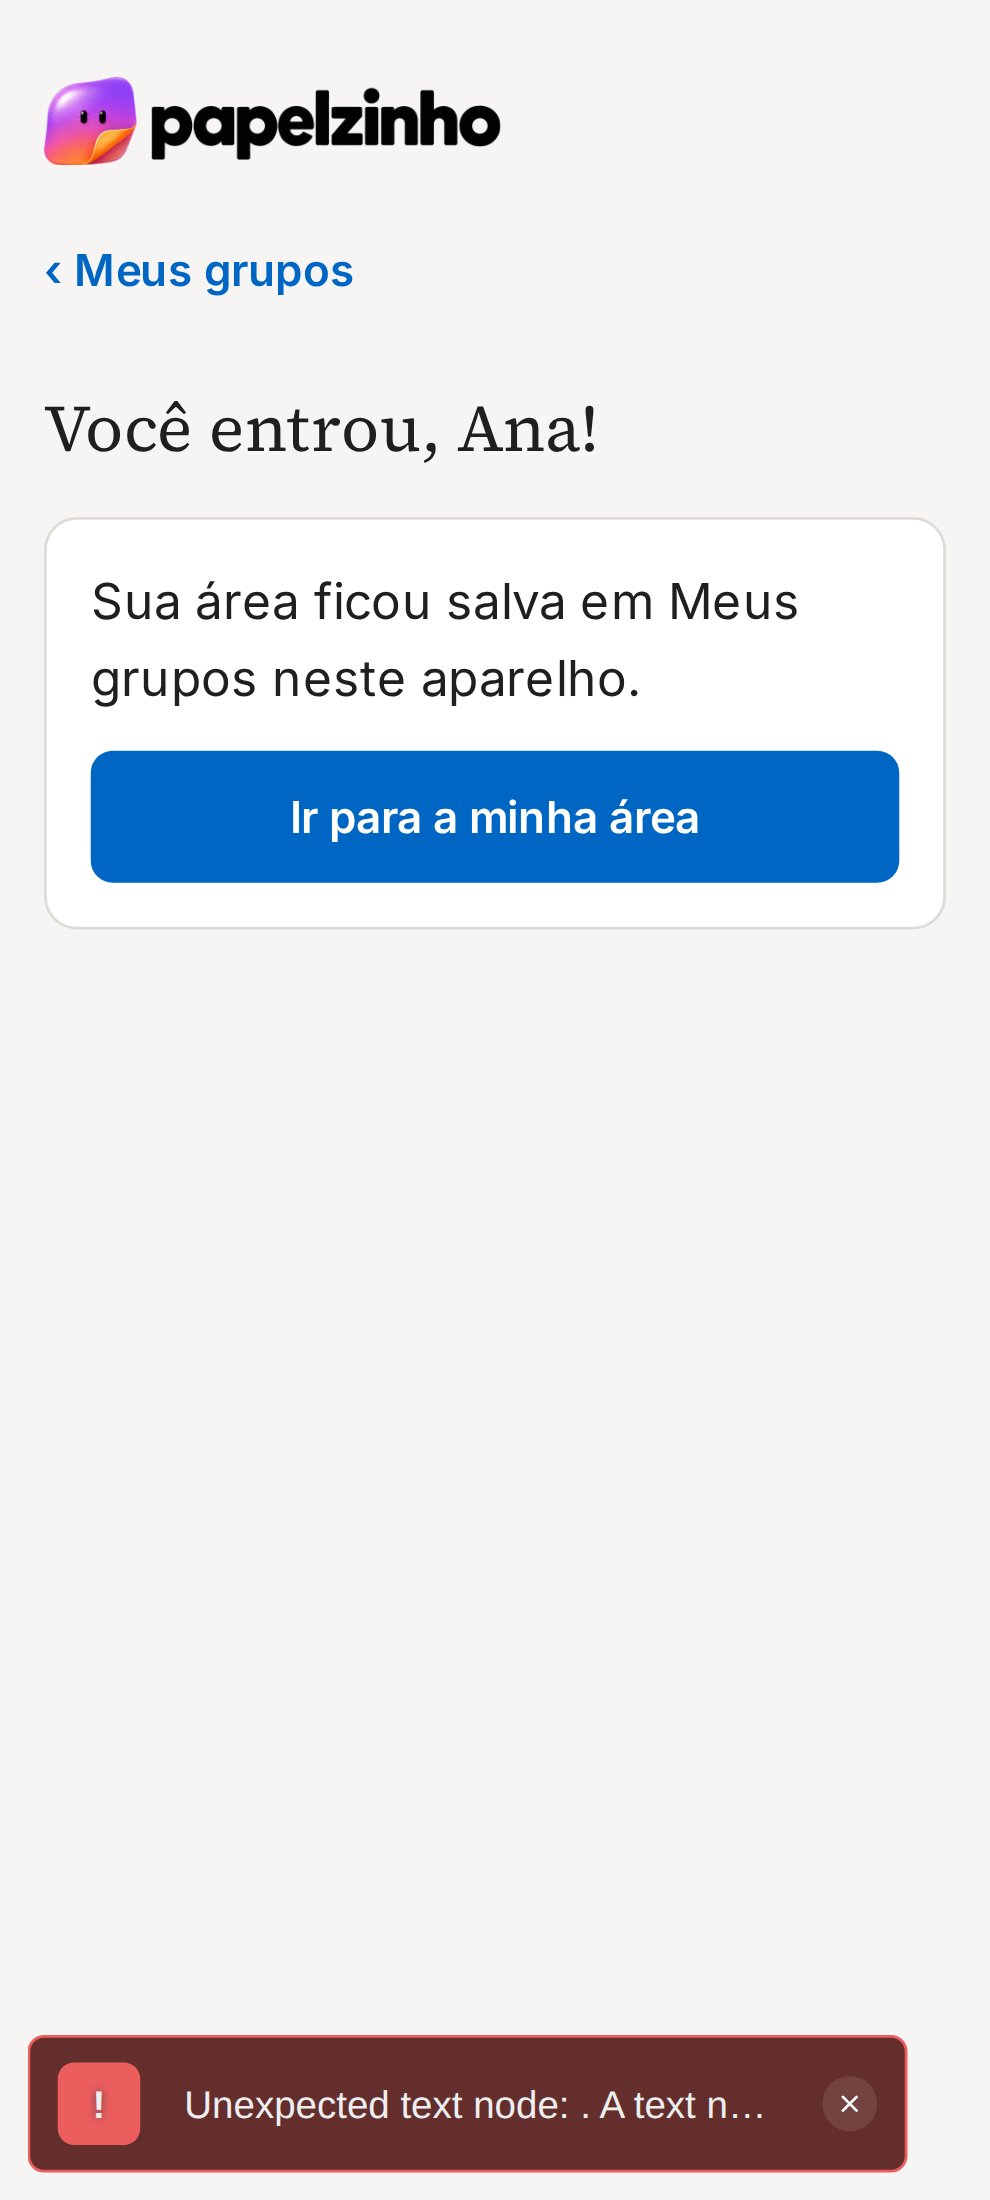 papelzinho
‹ Meus grupos
Você entrou, Ana!
Sua área ficou salva em Meus
grupos neste aparelho.
Ir para a minha área
! Unexpected text node: . A text n...